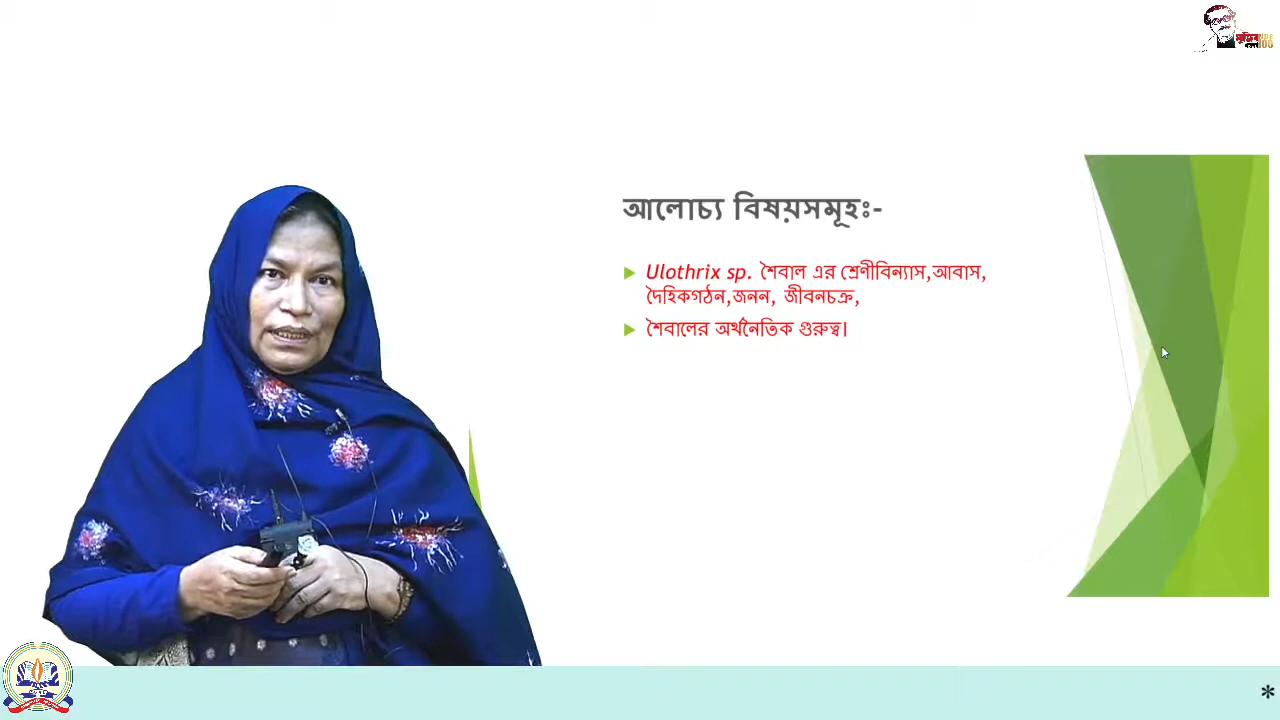 আলোচ্য বিষয়সমূহঃ-
Ulothrix sp. শৈবাল এর শ্রেণীবিন্যাস,আবাস,
দৈহিকগঠন,জনন, জীবনচক্র,
শৈবালের অর্থনৈতিক গুরুত্ব।
*